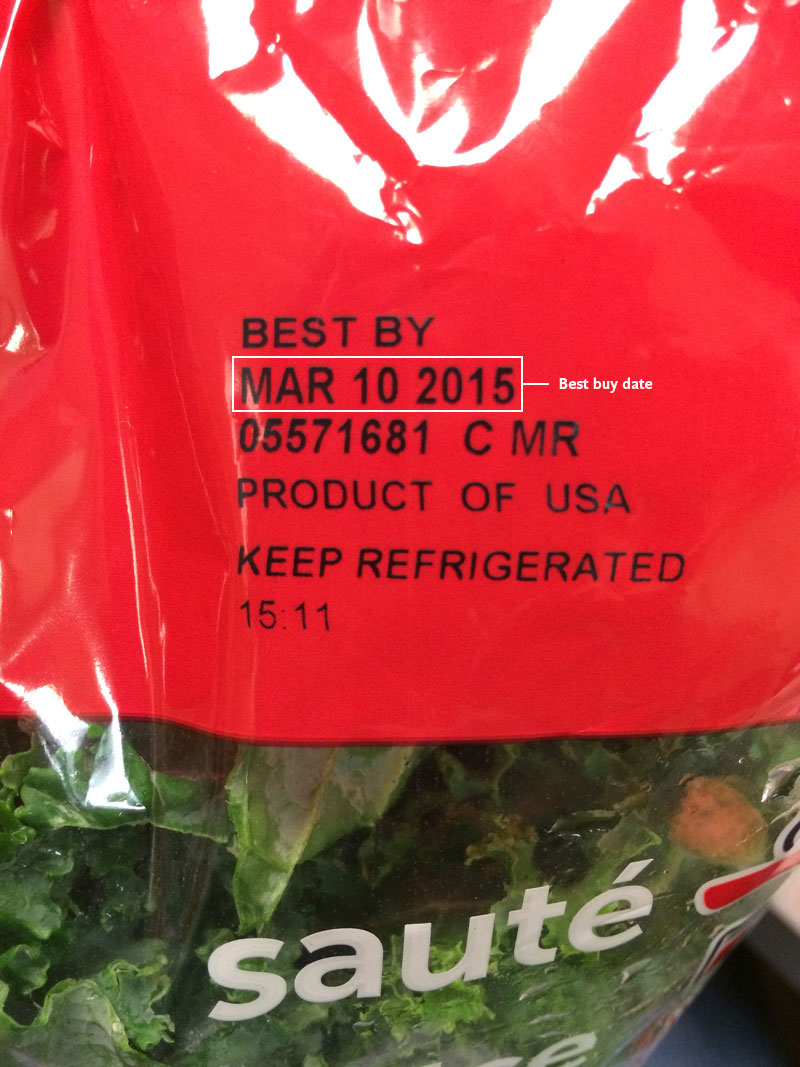 BEST BY
MAR 10 2015
Best buy date
05571681 C MR
PRODUCT OF USA
KEEP REFRIGERATED
15:11
sauté